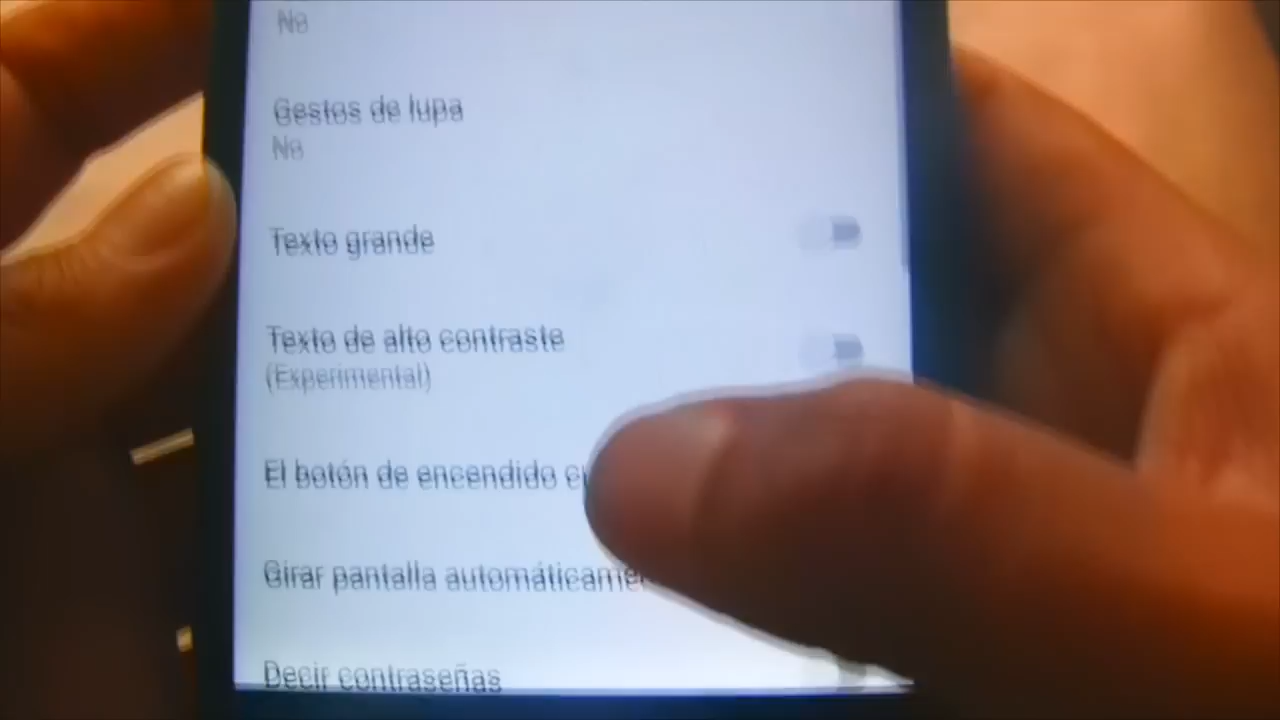 No
Gestos de lupa
No
Texto grande
Texto de alto contraste
(Experimental)
El botón de encendido
Girar pantalla
Decir contraseñas